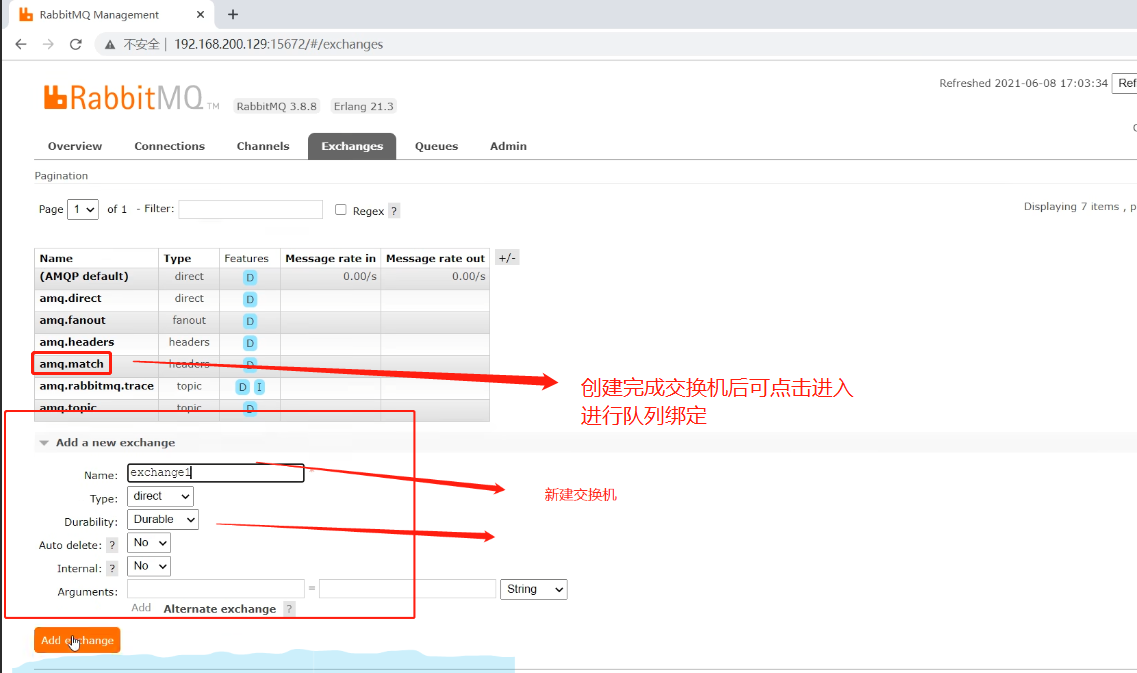 RabbitMQ Management
不安全 | 192.168.200.129:15672/#/exchanges
Refreshed 2021-06-08 17:03:34
RabbitMQ TM RabbitMQ 3.8.8 Erlang 21.3
Overview Connections Channels Exchanges Queues Admin
Pagination
Page 1 of 1 - Filter: Regex ?
Displaying 7 items , p
Name Type Features Message rate in Message rate out +/-
(AMQP default) direct D 0.00/s 0.00/s
amq.direct direct D
amq.fanout fanout D
amq.headers headers D
amq.match headers D
amq.rabbitmq.trace topic D I
amq.topic topic D
创建完成交换机后可点击进入
进行队列绑定
Add a new exchange
Name: exchange1
新建交换机
Type: direct
Durability: Durable
Auto delete: ? No
Internal: ? No
Arguments: = String
Add Alternate exchange ?
Add exchange